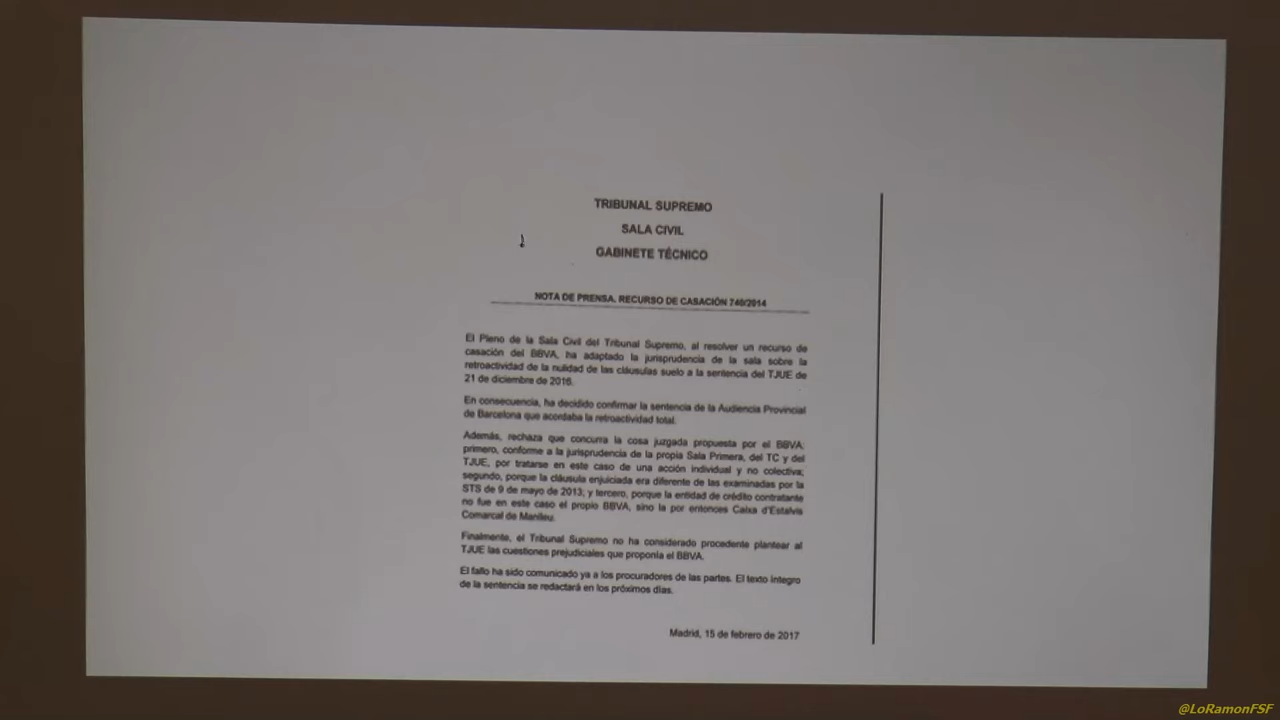 TRIBUNAL SUPREMO
SALA CIVIL
GABINETE TÉCNICO
NOTA DE PRENSA. RECURSO DE CASACIÓN 740/2014
El Pleno de la Sala Civil del Tribunal Supremo, al resolver un recurso de
casación del BBVA, ha adaptado la jurisprudencia de la sala sobre la
retroactividad de la nulidad de las cláusulas suelo a la sentencia del TJUE de
21 de diciembre de 2016.
En consecuencia, ha decidido confirmar la sentencia de la Audiencia Provincial
de Barcelona que acordaba la retroactividad total.
Además, rechaza que concurra la cosa juzgada propuesta por el BBVA:
primero, conforme a la jurisprudencia de la propia Sala Primera, del TC y del
TJUE, por tratarse en este caso de una acción individual y no colectiva;
segundo, porque la cláusula enjuiciada era diferente de las examinadas por la
STS de 9 de mayo de 2013; y tercero, porque la entidad de crédito contratante
no fue en este caso el propio BBVA, sino la por entonces Caixa d'Estalvis
Comarcal de Manlleu.
Finalmente, el Tribunal Supremo no ha considerado procedente plantear al
TJUE las cuestiones prejudiciales que proponía el BBVA.
El fallo ha sido comunicado ya a los procuradores de las partes. El texto íntegro
de la sentencia se redactará en los próximos días.
Madrid, 15 de febrero de 2017
@LoRamonFSF